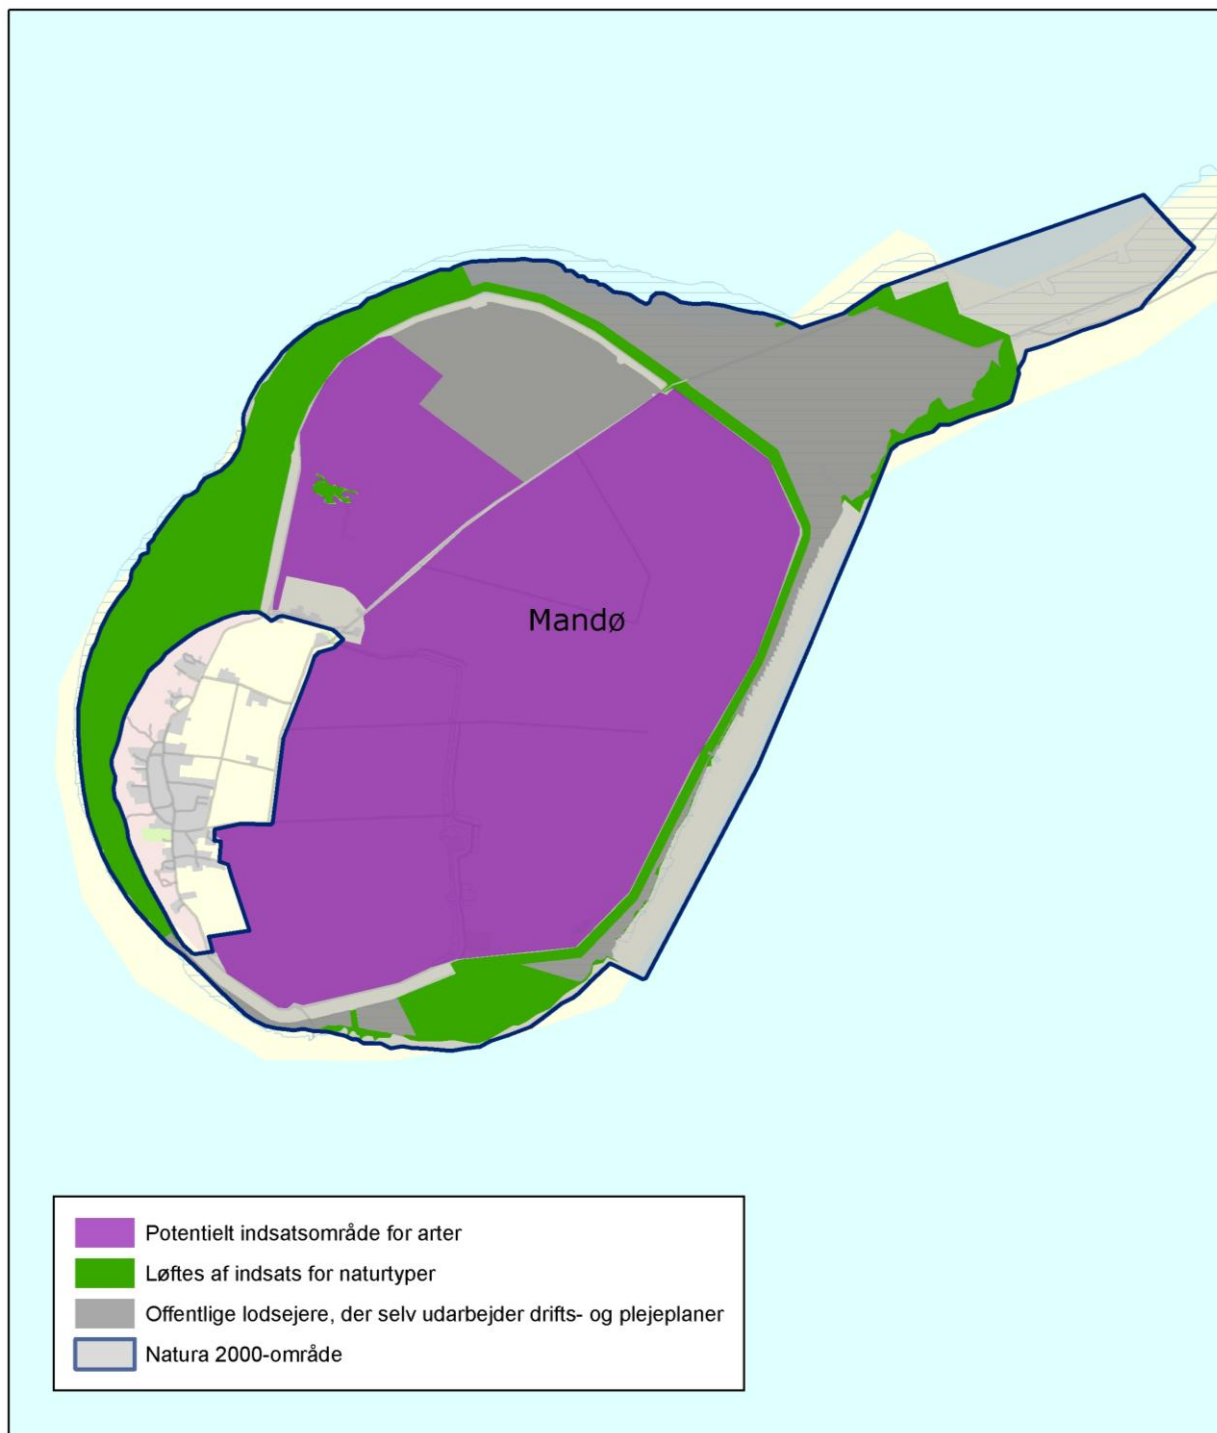 Mandø
Potentielt indsatsområde for arter
Løftes af indsats for naturtyper
Offentlige lodsejere, der selv udarbejder drifts- og plejeplaner
Natura 2000-område